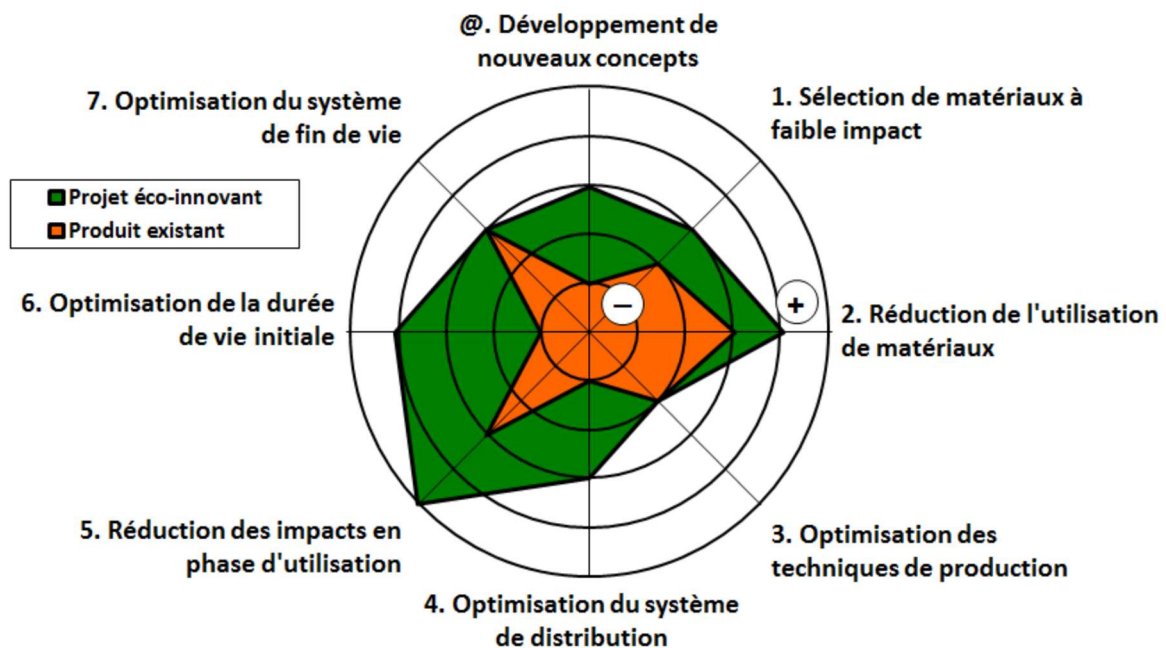 @. Développement de
nouveaux concepts
7. Optimisation du système
de fin de vie
1. Sélection de matériaux à
faible impact
Projet éco-innovant
Produit existant
6. Optimisation de la durée
de vie initiale
−
+
2. Réduction de l'utilisation
de matériaux
5. Réduction des impacts en
phase d'utilisation
3. Optimisation des
techniques de production
4. Optimisation du système
de distribution